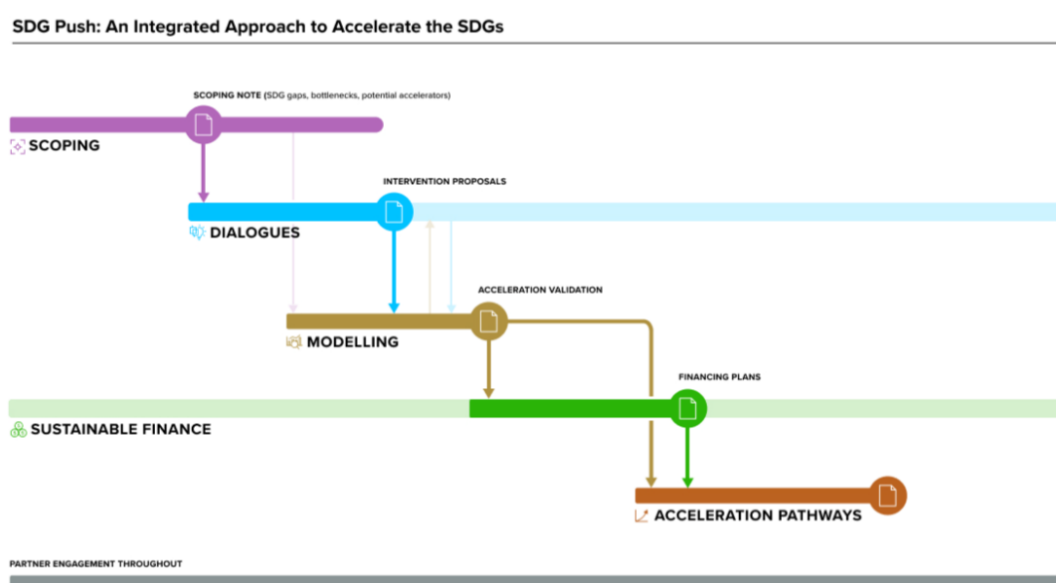 SDG Push: An Integrated Approach to Accelerate the SDGs
SCOPING NOTE (SDG gaps, bottlenecks, potential accelerators)
SCOPING
INTERVENTION PROPOSALS
DIALOGUES
ACCELERATION VALIDATION
MODELLING
FINANCING PLANS
SUSTAINABLE FINANCE
ACCELERATION PATHWAYS
PARTNER ENGAGEMENT THROUGHOUT